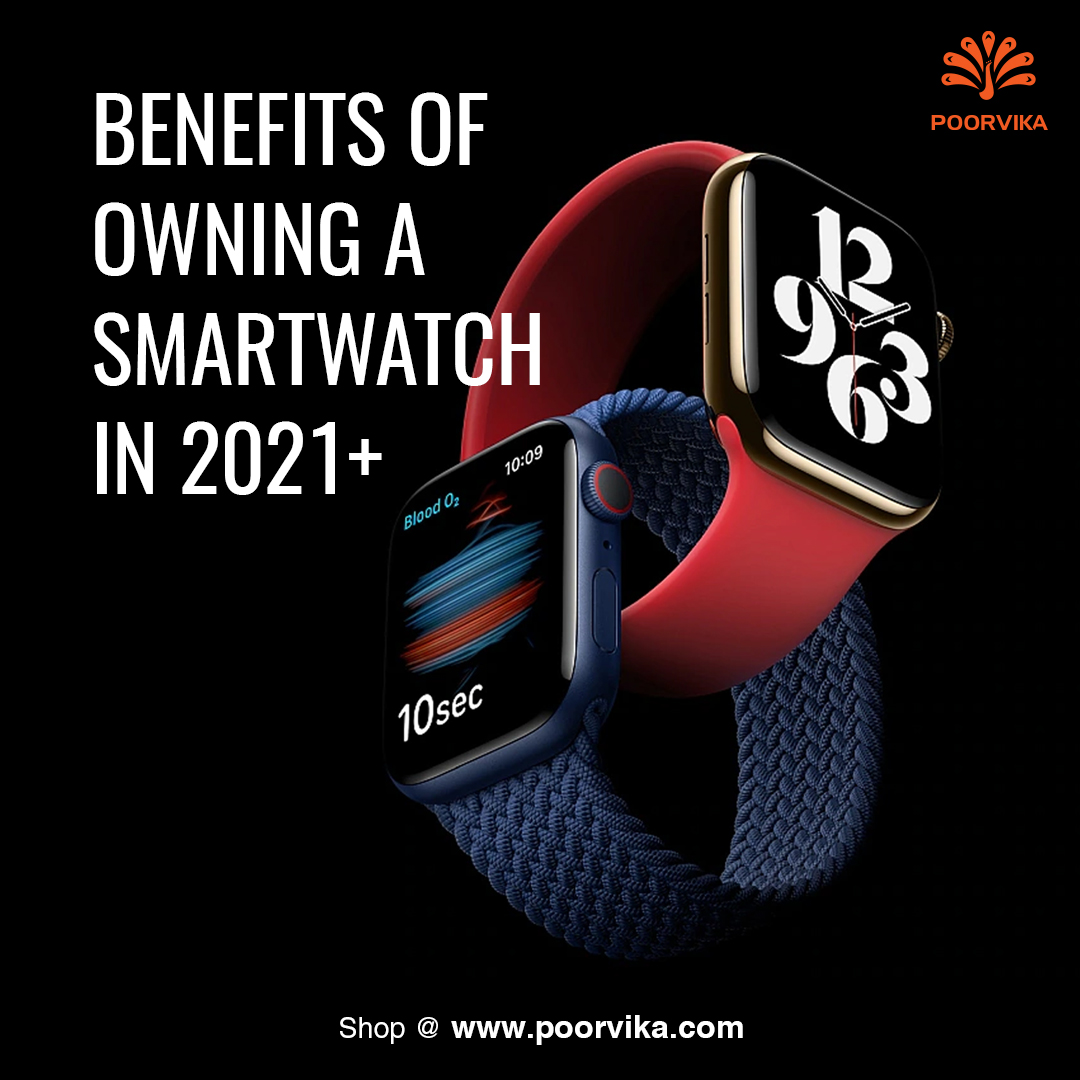 BENEFITS OF
OWNING A
SMARTWATCH
IN 2021+
POORVIKA
12
9 3
6
10:09
Blood O₂
10sec
Shop @ www.poorvika.com